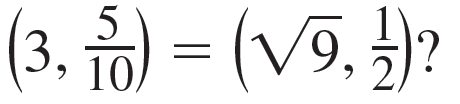 (3, 5/10) = (√9, 1/2)?